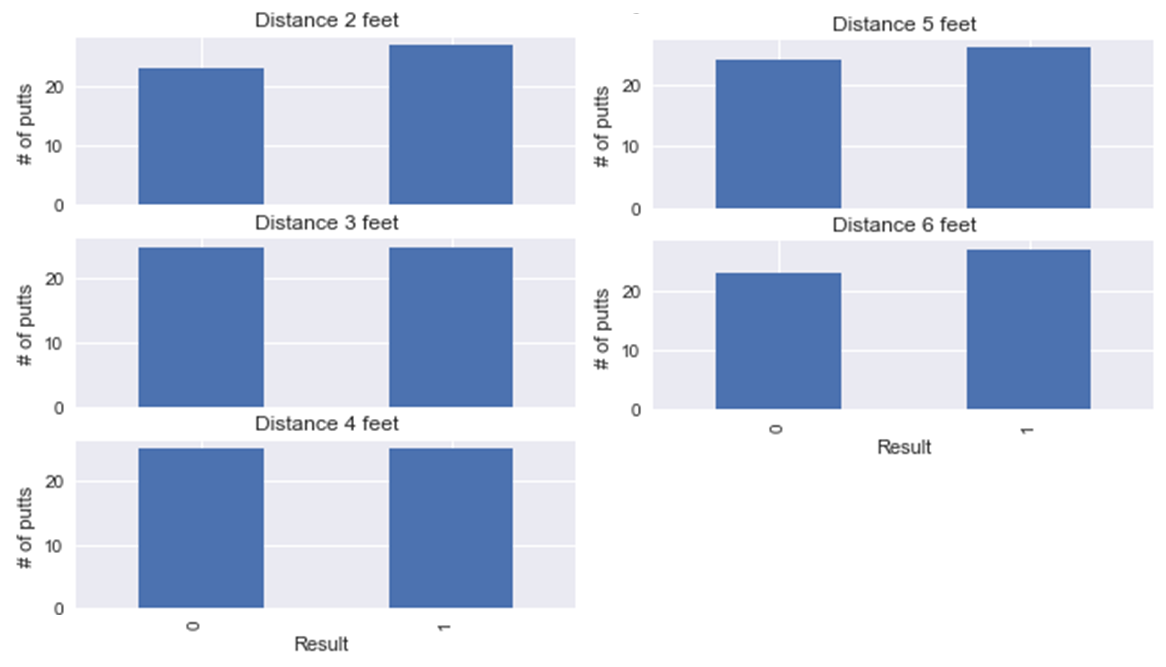 Distance 2 feet
# of putts
20
10
0
Distance 3 feet
# of putts
20
10
0
Distance 4 feet
# of putts
20
10
0
0
1
Result
Distance 5 feet
# of putts
20
10
0
Distance 6 feet
# of putts
20
10
0
0
1
Result